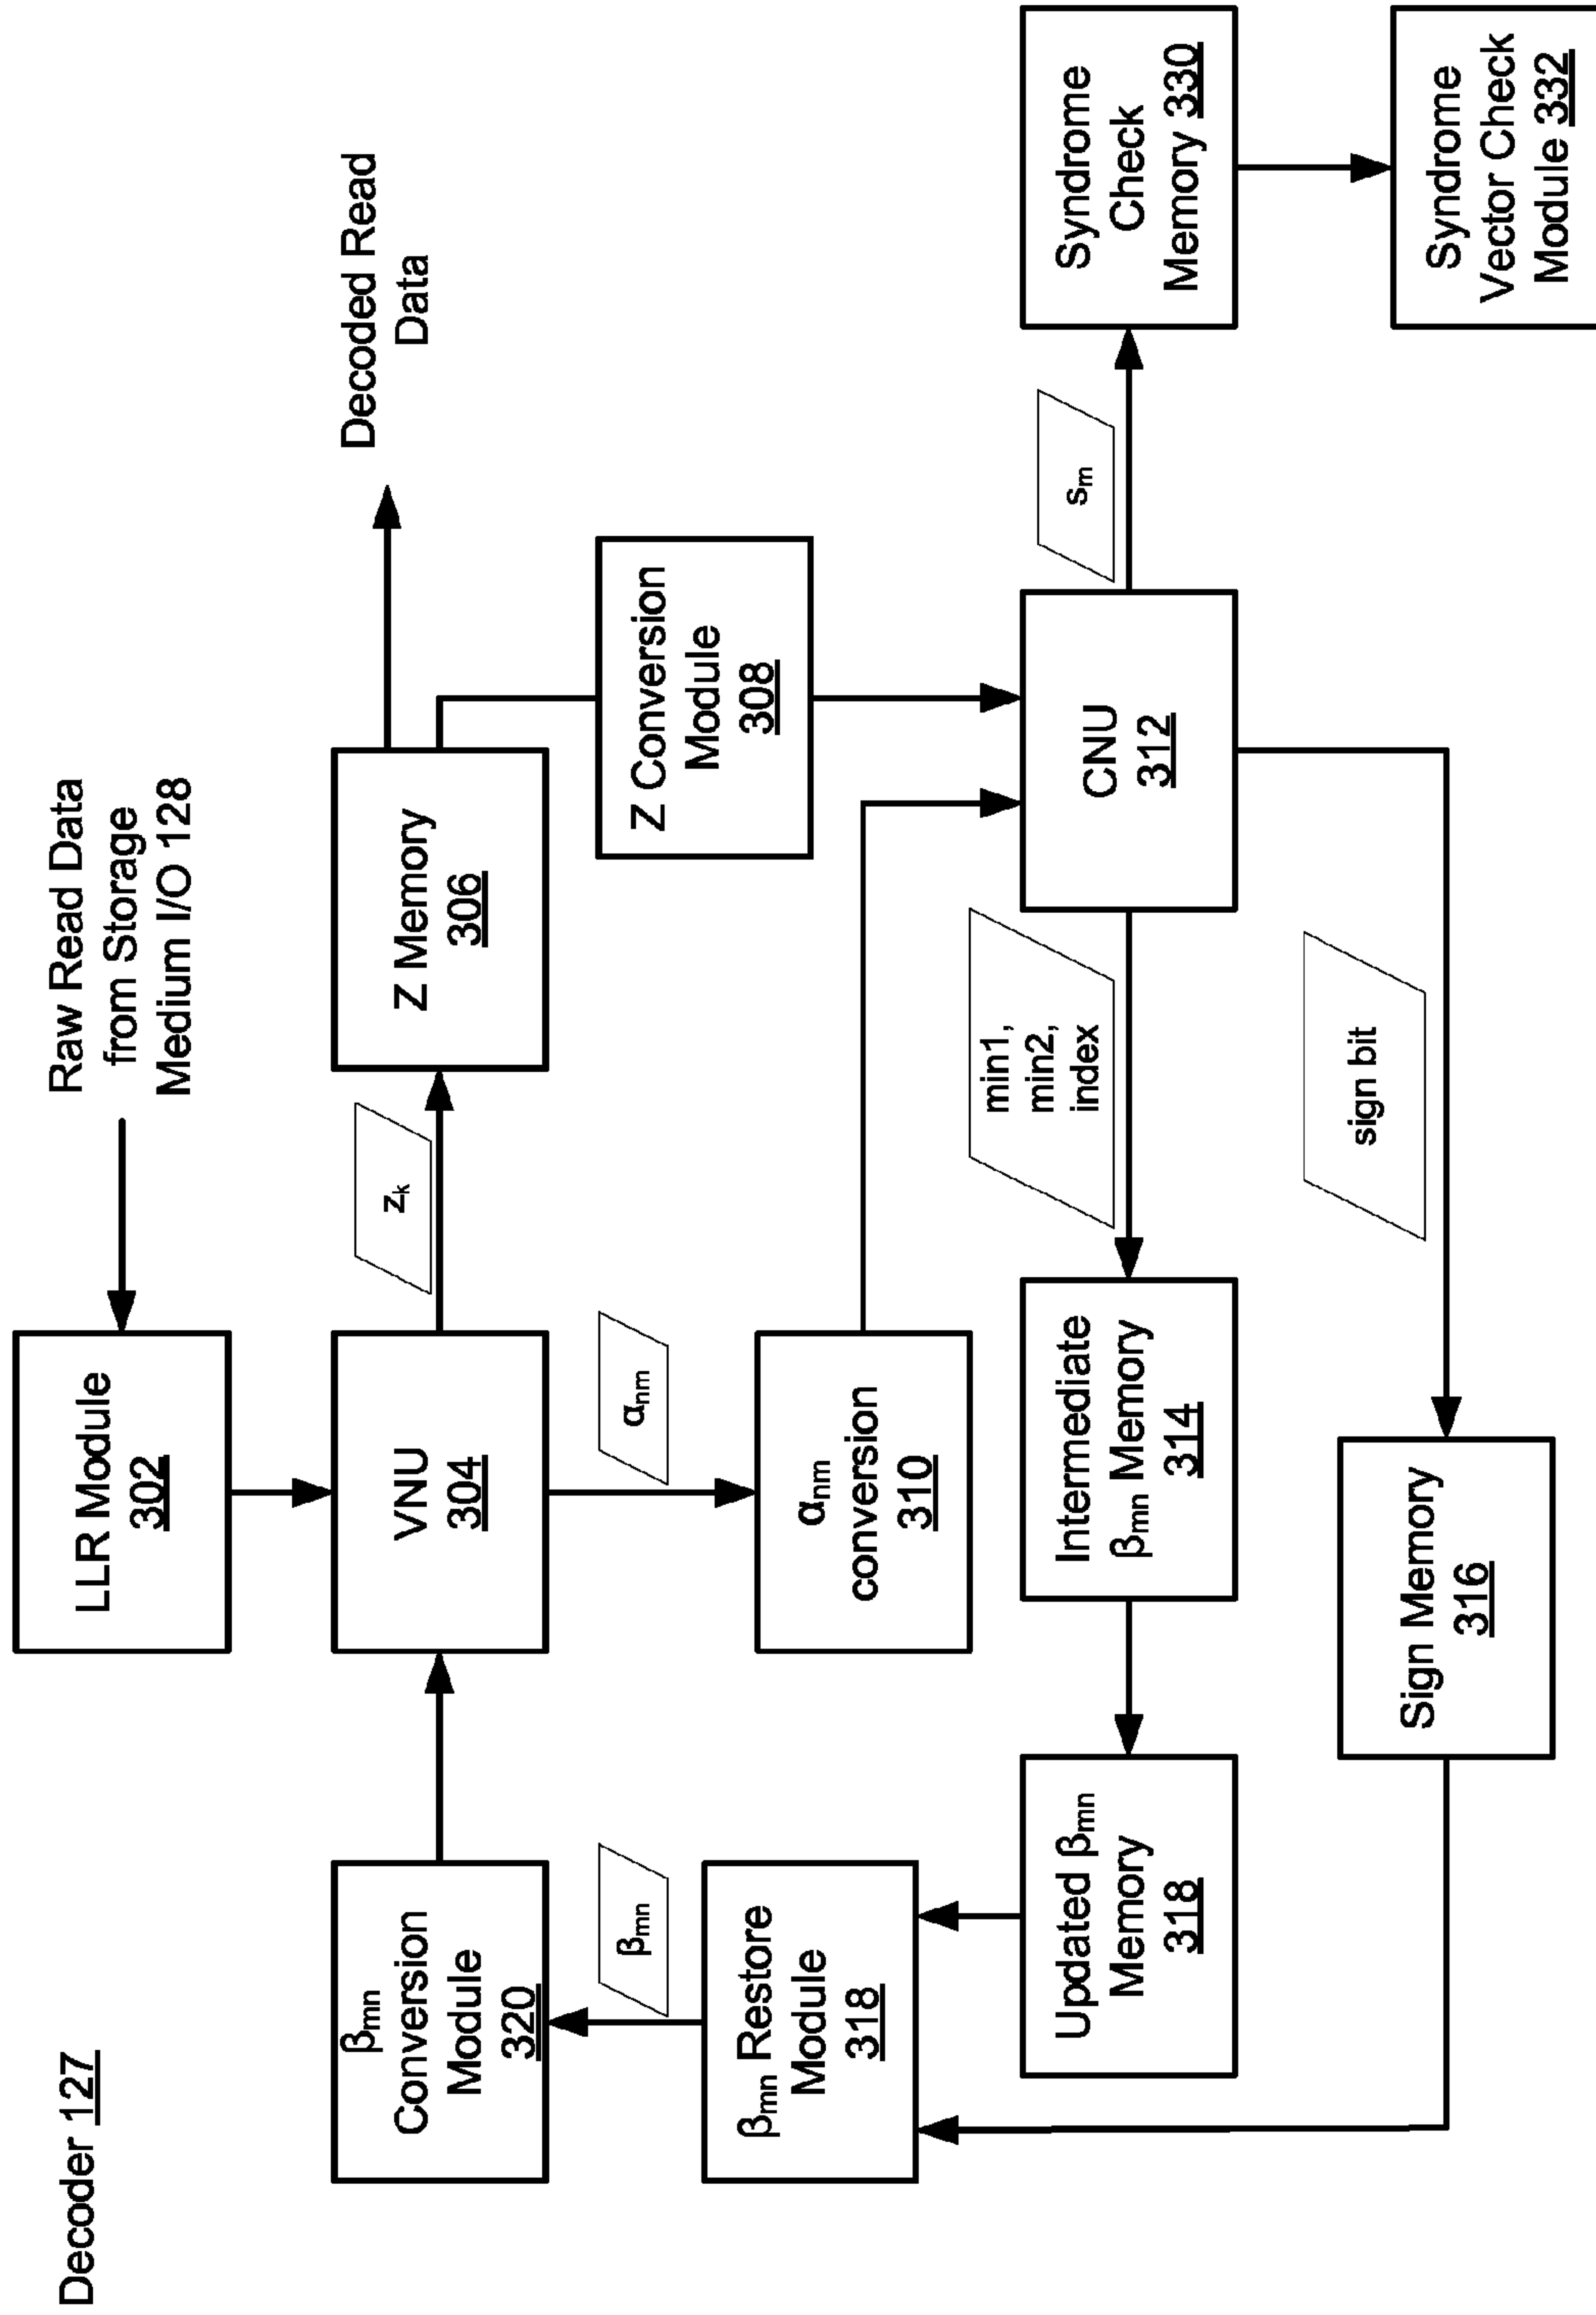 Decoder 127
Raw Read Data
from Storage
Medium I/O 128
LLR Module
302
Decoded Read
Data
βmn
Conversion
Module
320
VNU
304
zk
Z Memory
306
βmn
αnm
Z Conversion
Module
308
βmn Restore
Module
318
αnm
conversion
310
Updated βmn
Memory
318
Intermediate
βmn Memory
314
min1,
min2,
index
CNU
312
sm
Syndrome
Check
Memory 330
Sign Memory
316
sign bit
Syndrome
Vector Check
Module 332